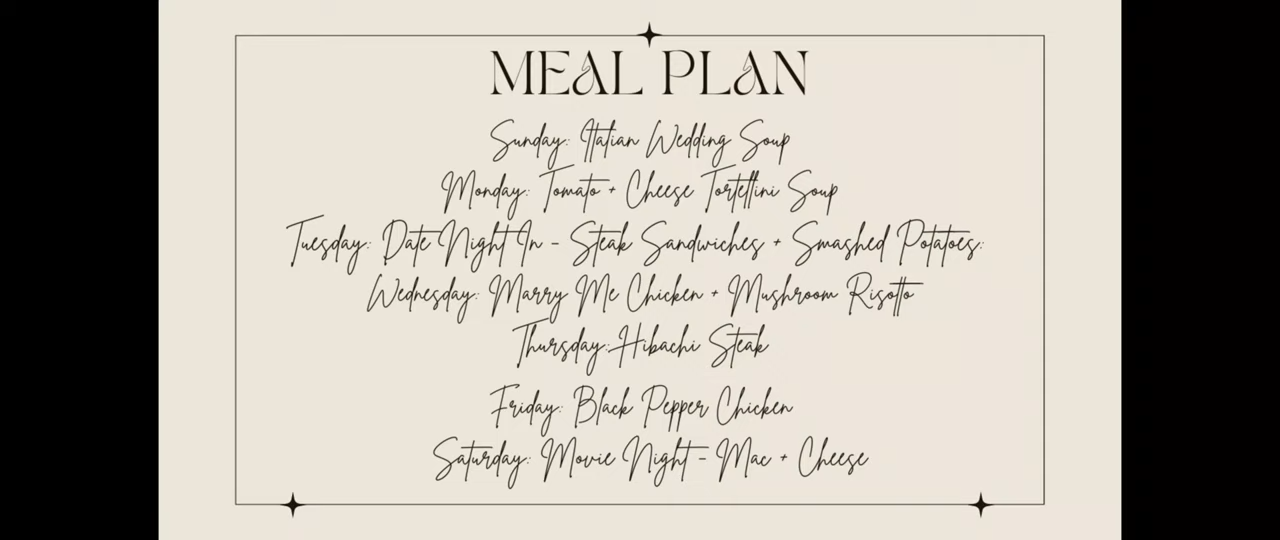 MEAL PLAN
Sunday: Italian Wedding Soup
Monday: Tomato + Cheese Tortellini Soup
Tuesday: Date Night In - Steak Sandwiches + Smashed Potatoes:
Wednesday: Marry Me Chicken + Mushroom Risotto
Thursday:Hibachi Steak
Friday: Black Pepper Chicken
Saturday: Movie Night - Mac + Cheese